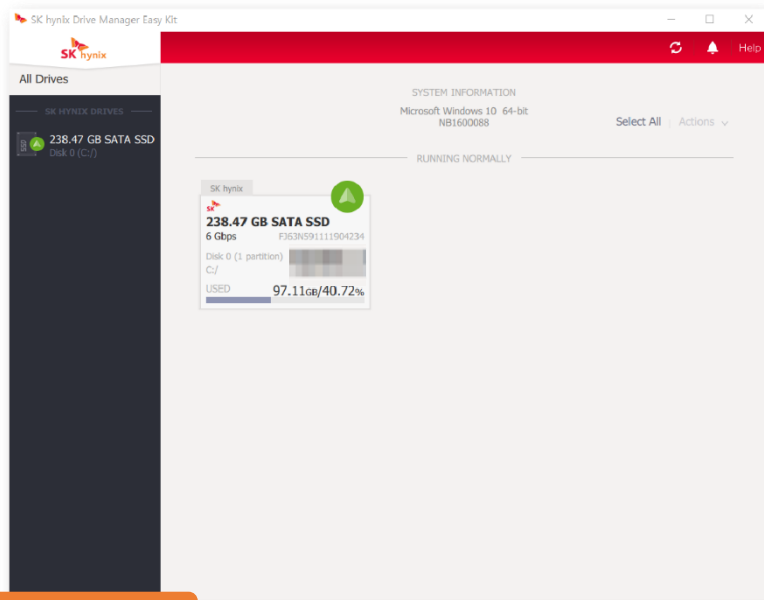 SK hynix Drive Manager Easy Kit
SK hynix
Help
All Drives
SK HYNIX DRIVES
SSD
238.47 GB SATA SSD
Disk 0 (C:/)
SYSTEM INFORMATION
Microsoft Windows 10 64-bit
NB1600088
Select All
Actions
RUNNING NORMALLY
SK hynix
SK
238.47 GB SATA SSD
6 Gbps
FJ63N591111904234
Disk 0 (1 partition)
C:/
USED
97.11GB/40.72%